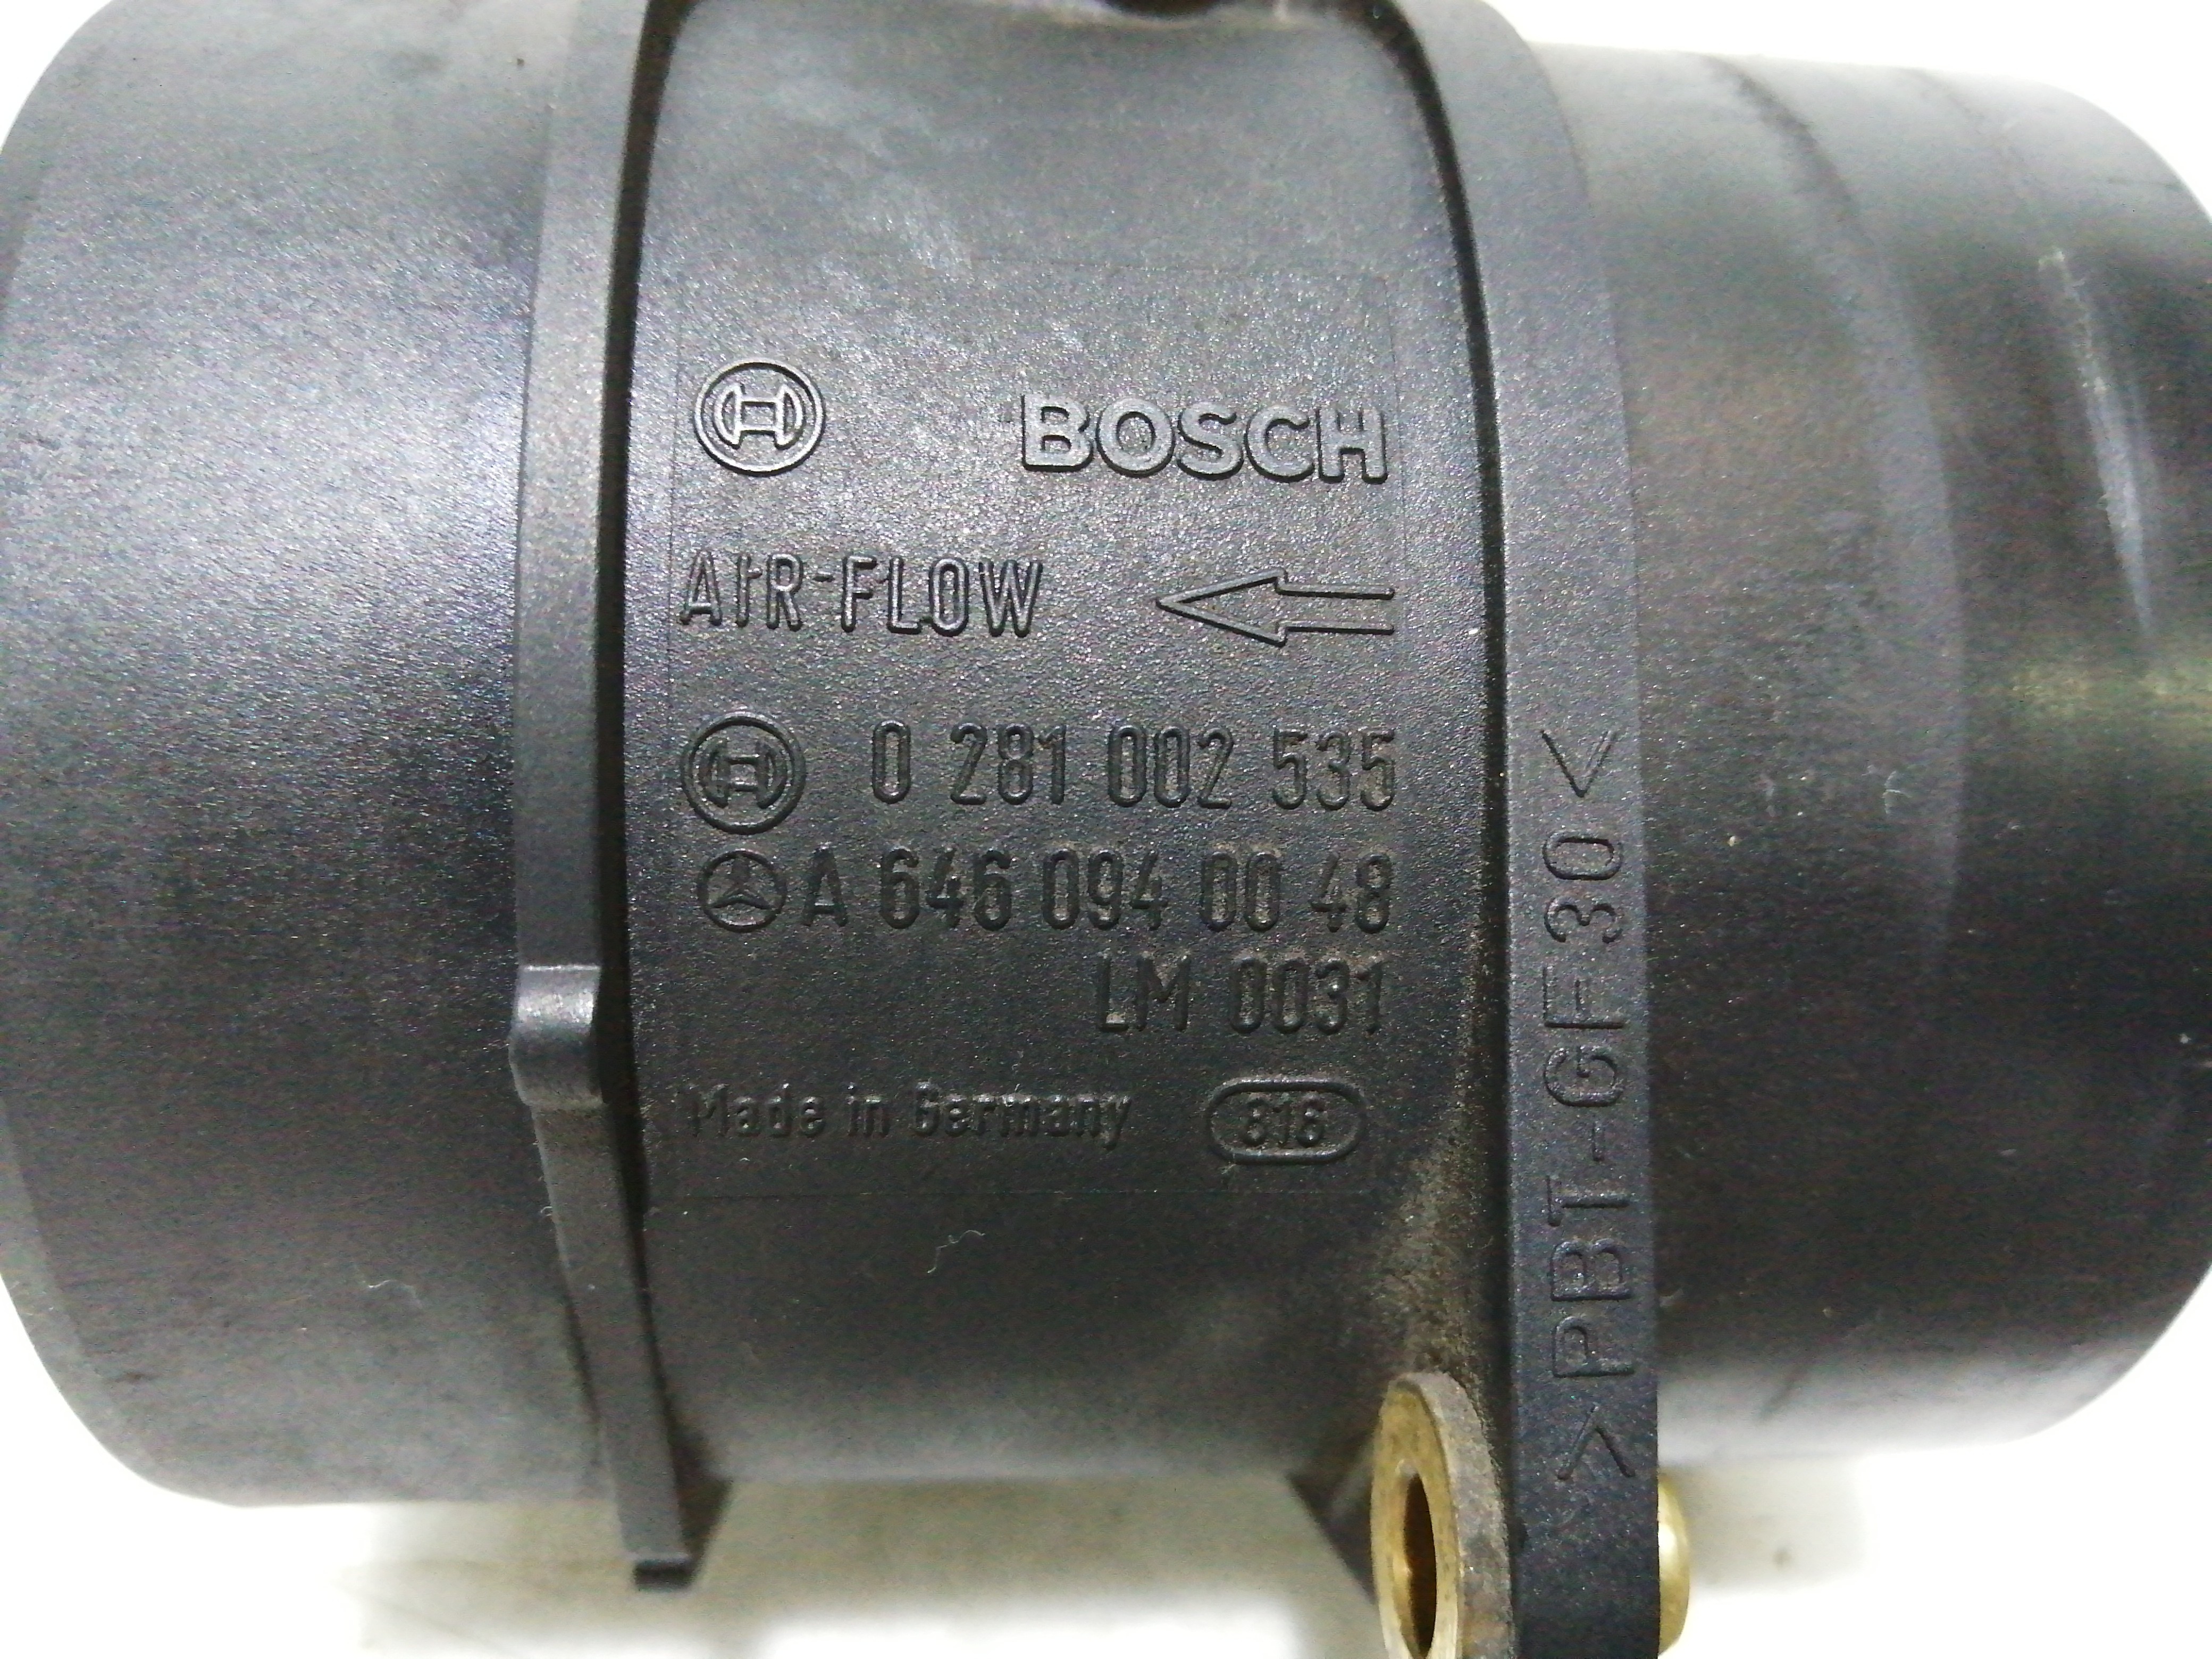 BOSCH
AIR-FLOW
0 281 002 535
A 646 094 00 48
LM 0031
Made in Germany 816
>PBT-GF30<